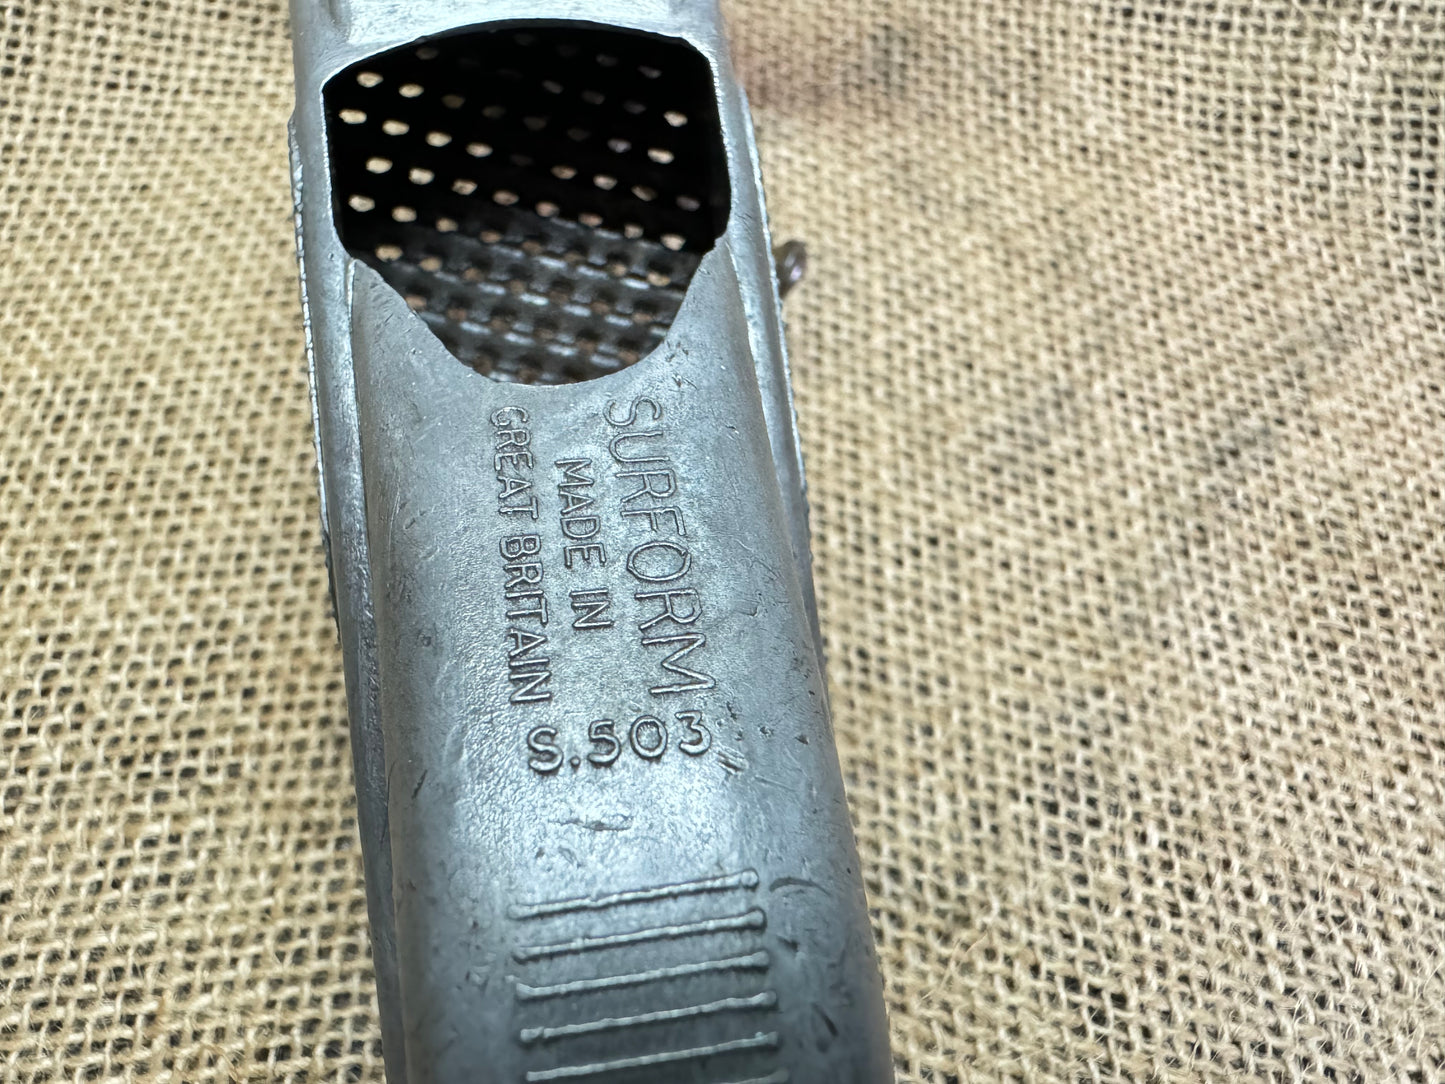 SURFORM
MADE IN
GREAT BRITAIN
S.503